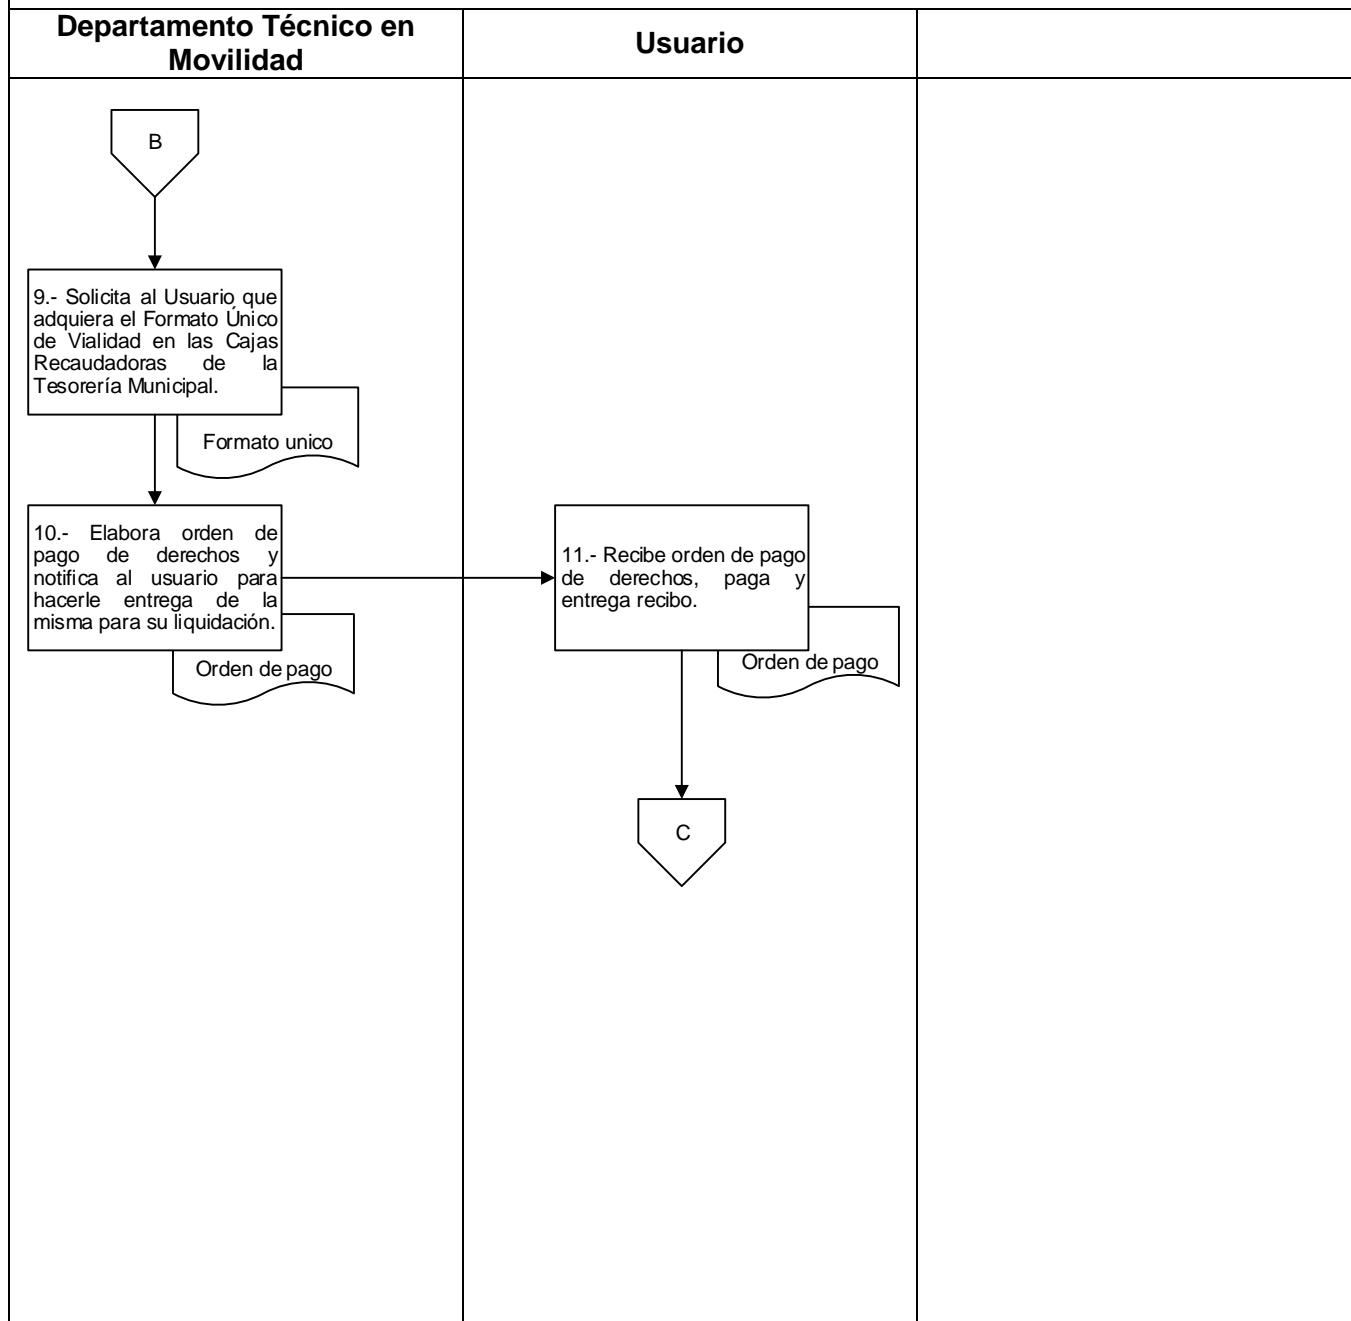 Departamento Técnico en
Movilidad
Usuario
B
9.- Solicita al Usuario que
adquiera el Formato Único
de Vialidad en las Cajas
Recaudadoras de la
Tesorería Municipal.
Formato unico
10.- Elabora orden de
pago de derechos y
notifica al usuario para
hacerle entrega de la
misma para su liquidación.
Orden de pago
11.- Recibe orden de pago
de derechos, paga y
entrega recibo.
Orden de pago
C